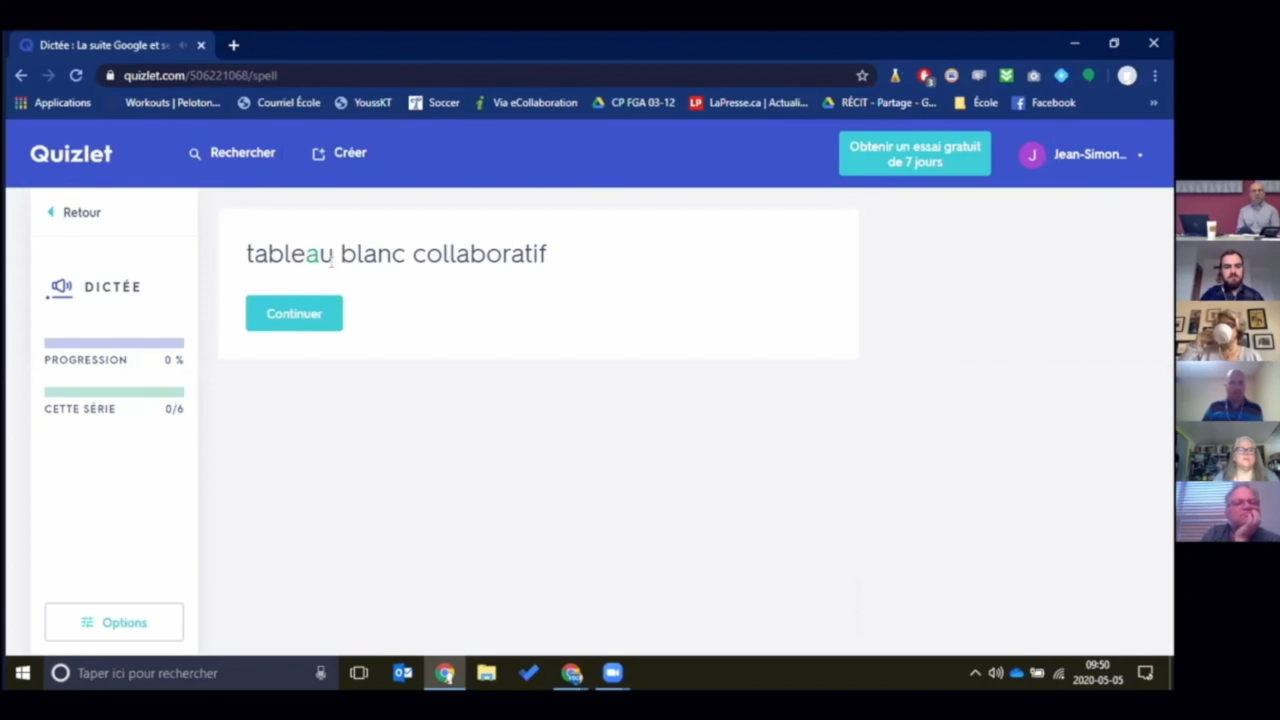 Dictée : La suite Google et se
quizlet.com/506221068/spell
Applications Workouts | Peloton... Courriel École YoussKT Soccer Via eCollaboration CP FGA 03-12 LaPresse.ca | Actuali... RÉCIT - Partage - G... École Facebook »
Quizlet Rechercher Créer
Obtenir un essai gratuit
de 7 jours
J Jean-Simon...
Retour
DICTÉE
PROGRESSION 0 %
CETTE SÉRIE 0/6
Options
tableau blanc collaboratif
Continuer
Taper ici pour rechercher
09:50
2020-05-05